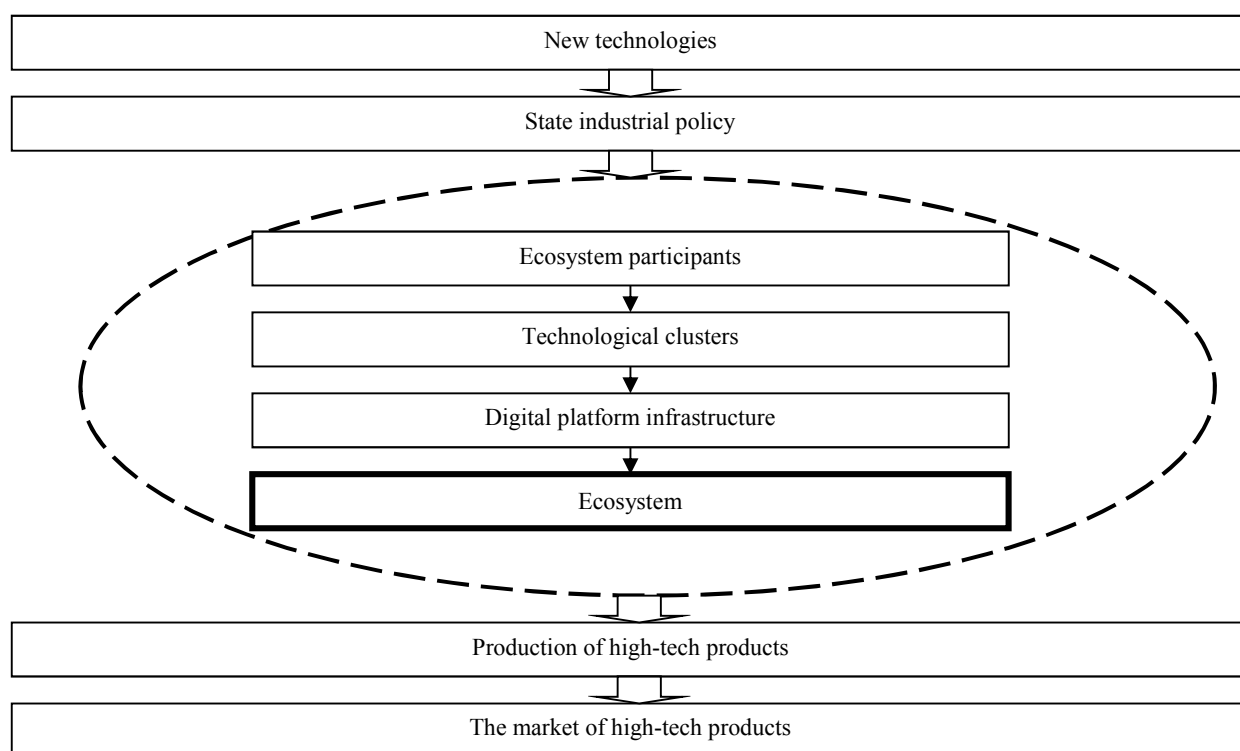 New technologies
State industrial policy
Ecosystem participants
Technological clusters
Digital platform infrastructure
Ecosystem
Production of high-tech products
The market of high-tech products